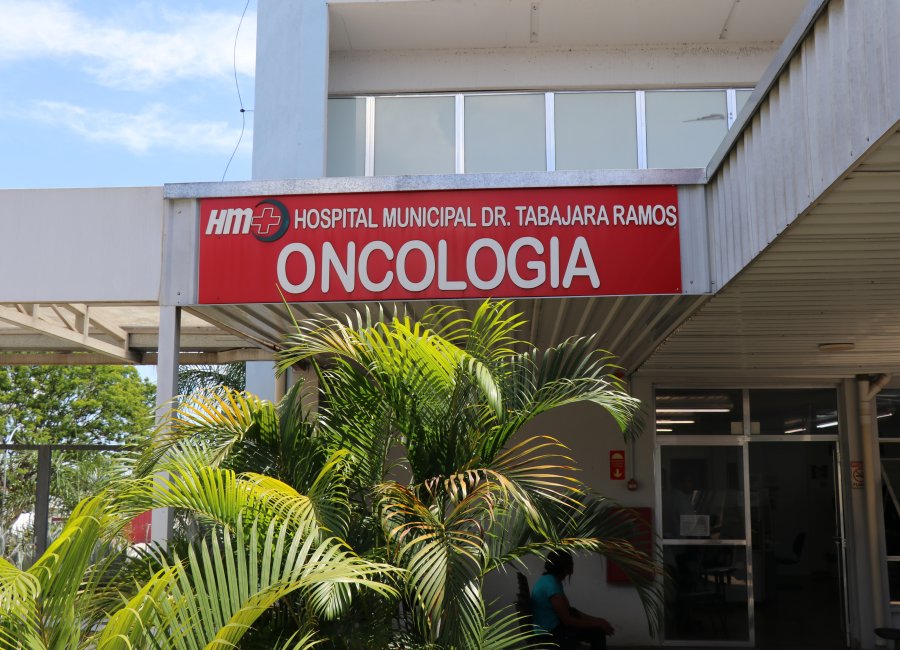 HM HOSPITAL MUNICIPAL DR. TABAJARA RAMOS
ONCOLOGIA